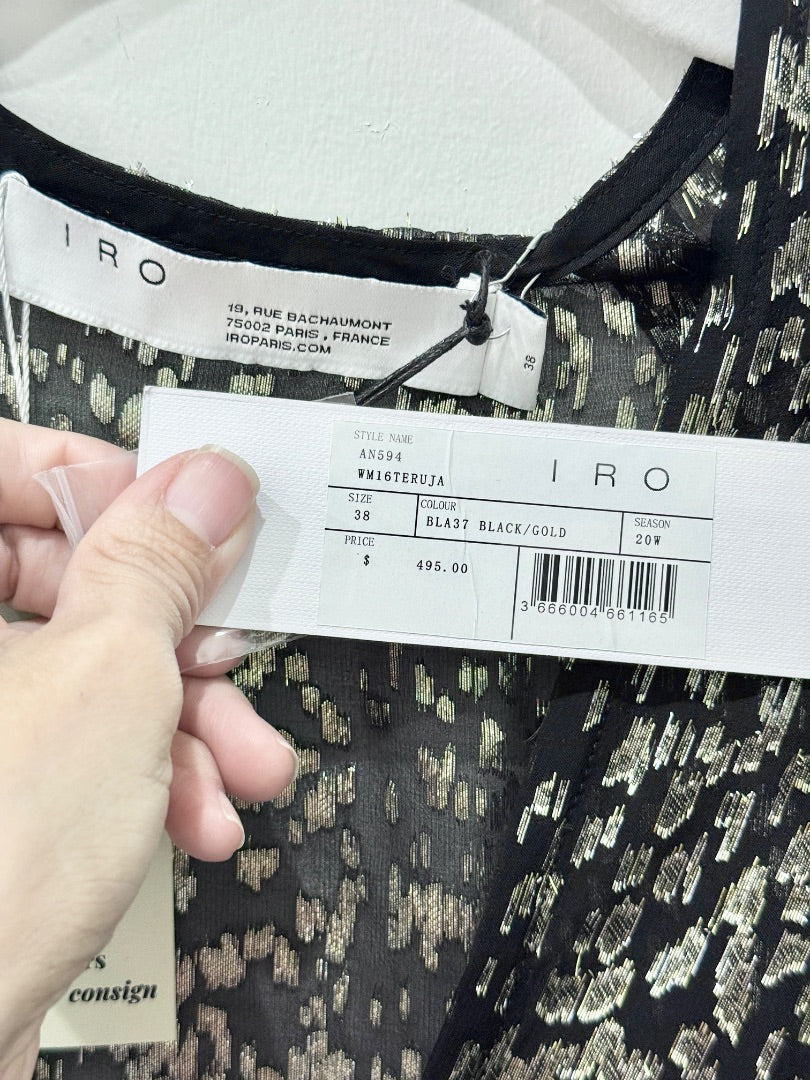 IRO
19, RUE BACHAUMONT
75002 PARIS , FRANCE
IROPARIS.COM
38
STYLE NAME
AN594
WM16TERUJA
IRO
SIZE
38
COLOUR
BLA37 BLACK/GOLD
SEASON
20W
PRICE
$ 495.00
3 666004 661165
consign